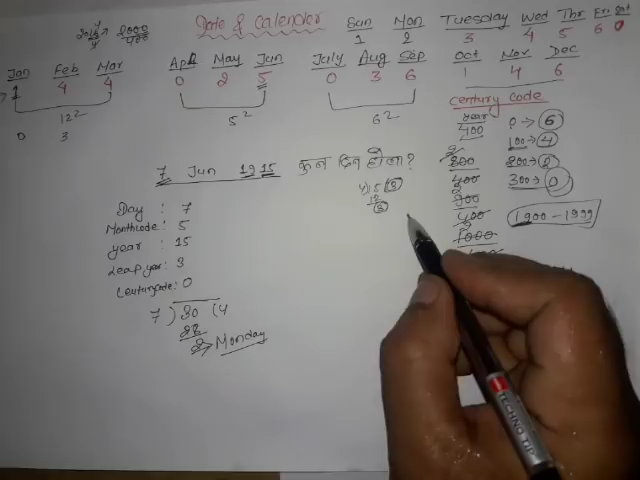 Date & Calender
Sun Mon Tuesday Wed Thr Fri Sat
1 2 3 4 5 6 0
Jan Feb Mar
1 4 4
12²
0 3
Apl May Jun
0 2 5
5²
July Aug Sep
0 3 6
6²
Oct Nov Dec
1 4 6
Century Code
year
400
0 → 6
100 → 4
200 → 0
300 → 0
1900 - 1999
7 Jun 1915 कुन दिन होला?
Day : 7
Monthcode : 5
year : 15
Leap year : 3
Centurycode : 0
7 ) 30 ( 4
28
2 → Monday
TECHNO TIP